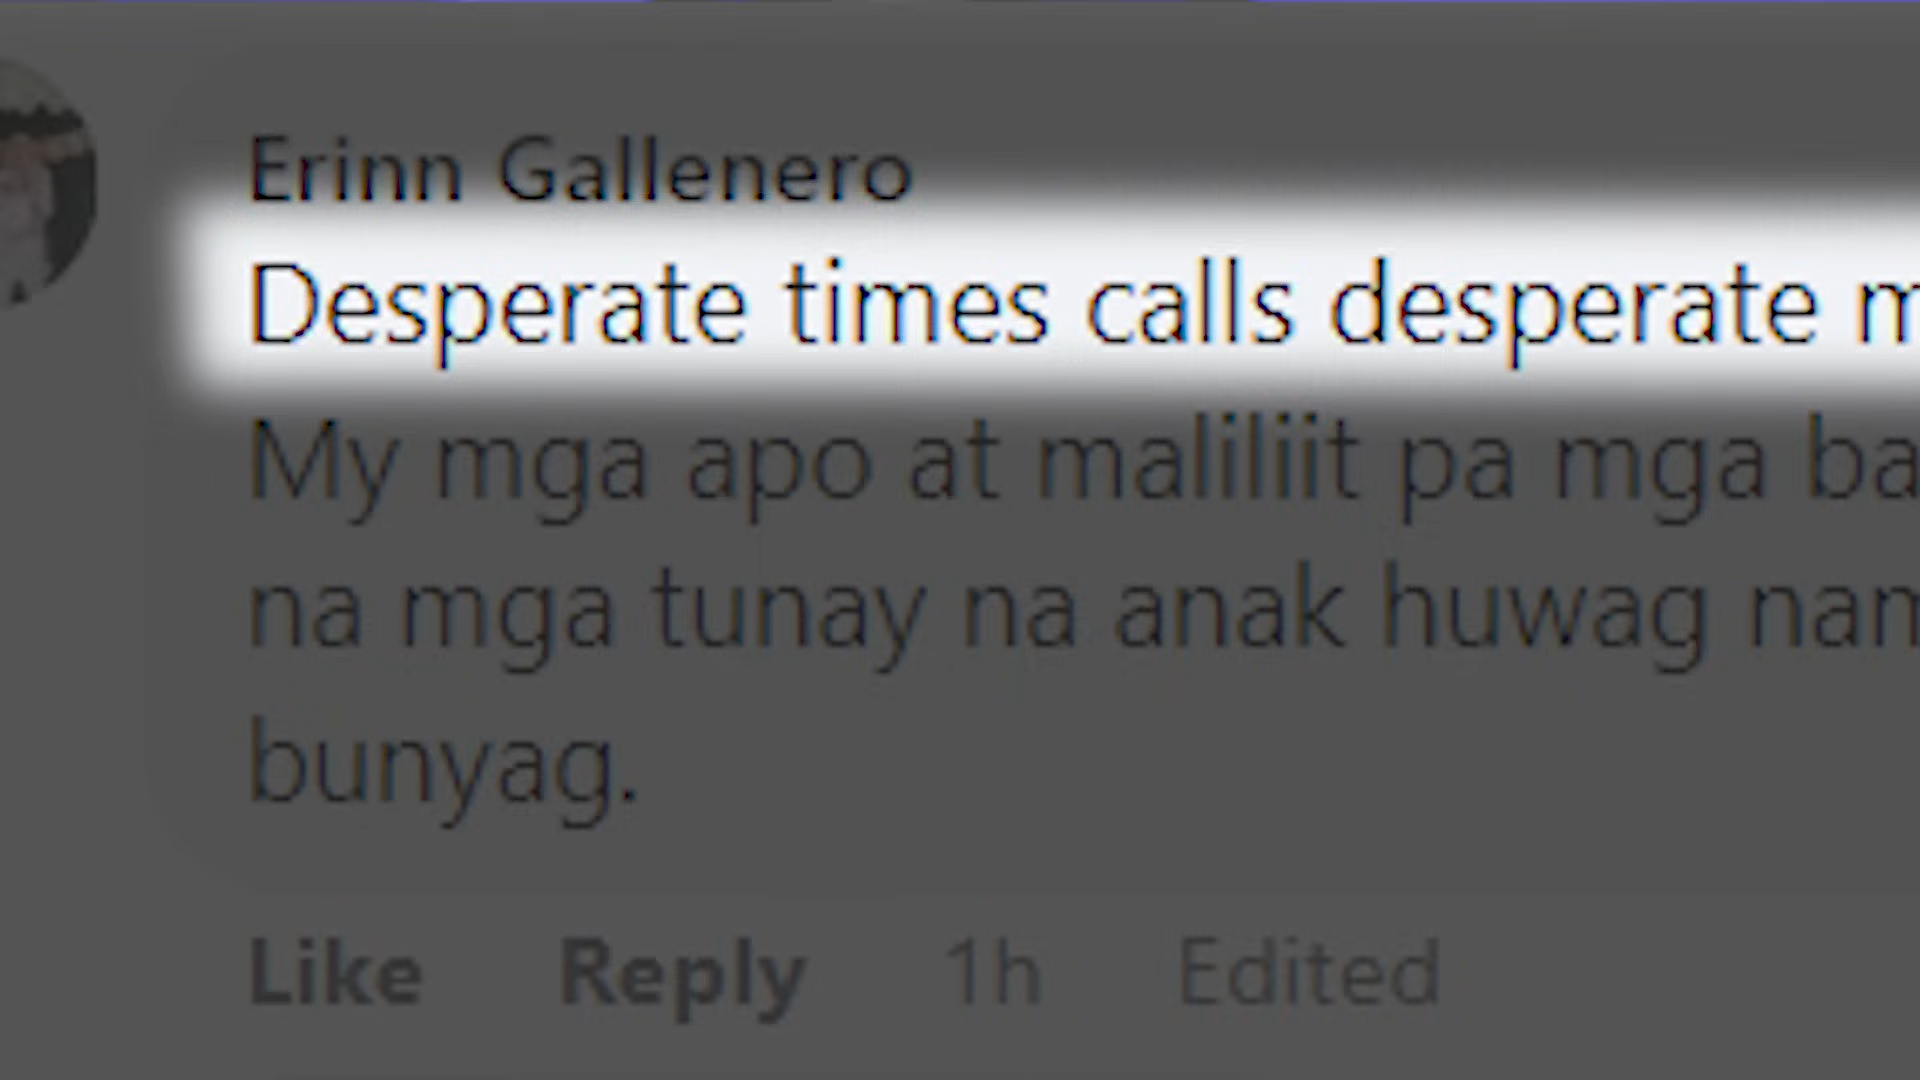 Erinn Gallenero
Desperate times calls desperate
My mga apo at maliliit pa mga
na mga tunay na anak huwag
bunyag.
Like Reply 1h Edited